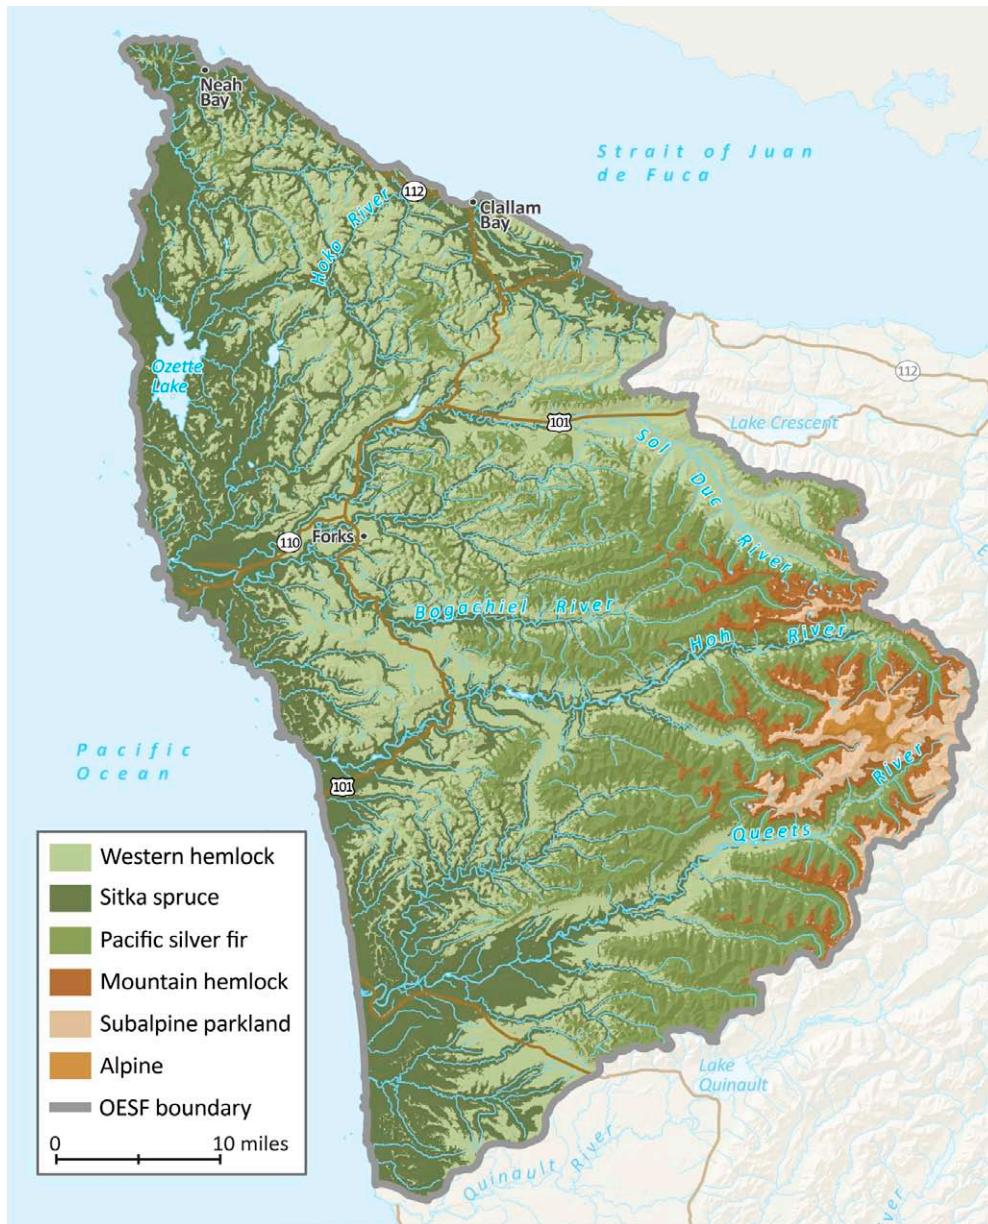 Neah
Bay
Strait of Juan
de Fuca
112
Clallam
Bay
Hoko River
Ozette
Lake
112
Lake Crescent
101
Sol Duc River
110
Forks
Bogachiel River
Hoh River
Pacific
Ocean
101
Queets River
Western hemlock
Sitka spruce
Pacific silver fir
Mountain hemlock
Subalpine parkland
Alpine
OESF boundary
0 10 miles
Lake
Quinault
Quinault River